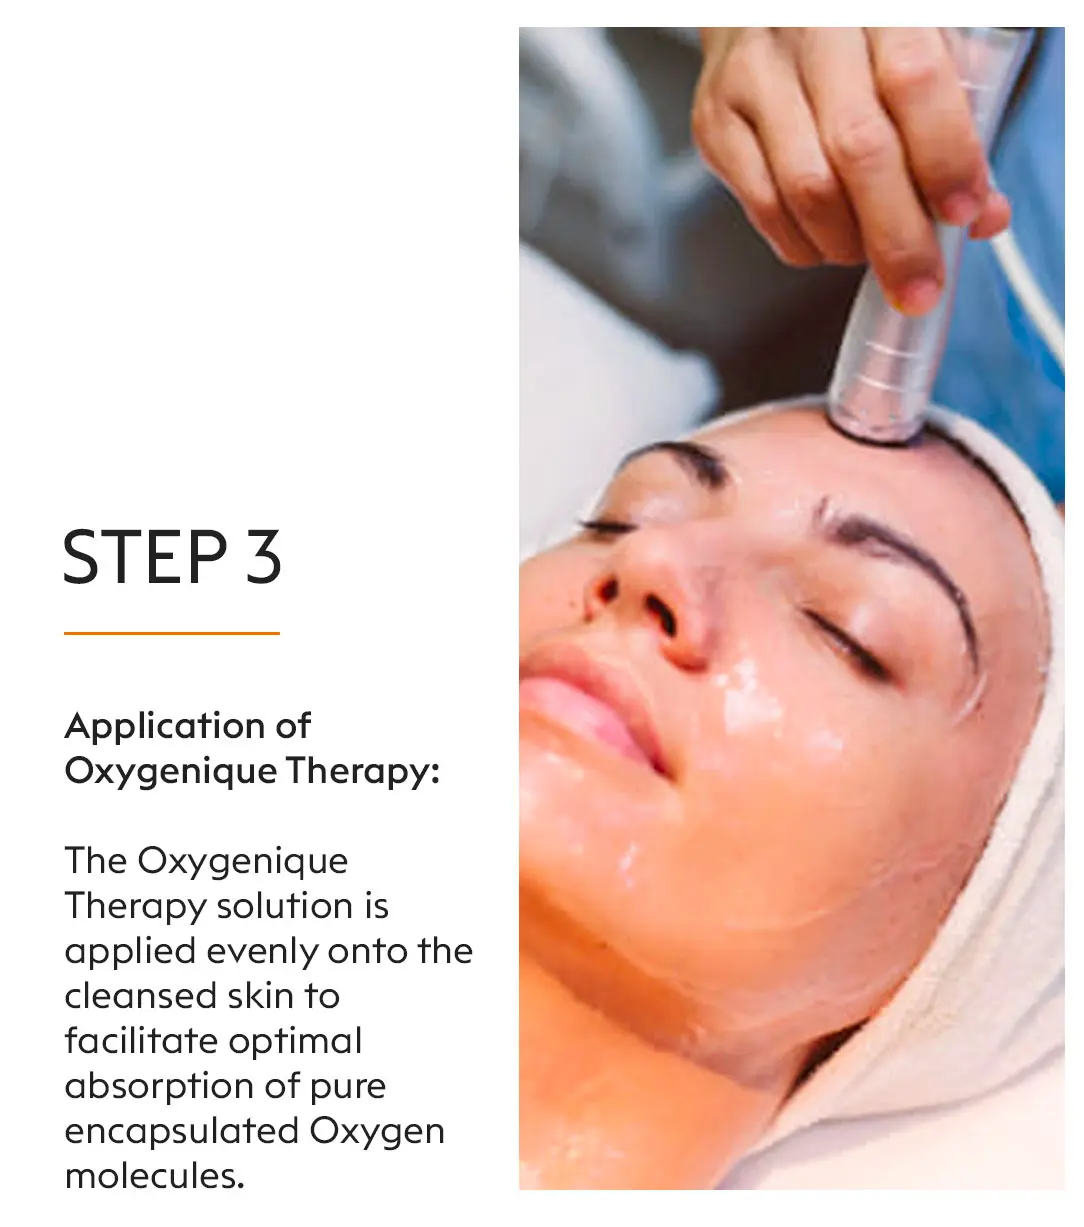 STEP 3
Application of
Oxygenique Therapy:
The Oxygenique
Therapy solution is
applied evenly onto the
cleansed skin to
facilitate optimal
absorption of pure
encapsulated Oxygen
molecules.